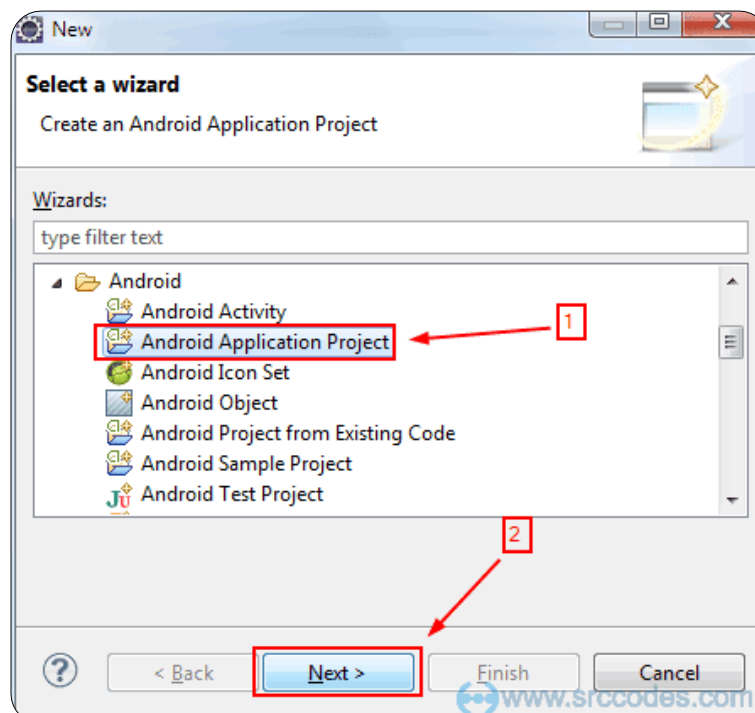 New
Select a wizard
Create an Android Application Project
Wizards:
type filter text
Android
Android Activity
Android Application Project
1
Android Icon Set
Android Object
Android Project from Existing Code
Android Sample Project
Android Test Project
2
< Back Next > Finish Cancel
www.srccodes.com